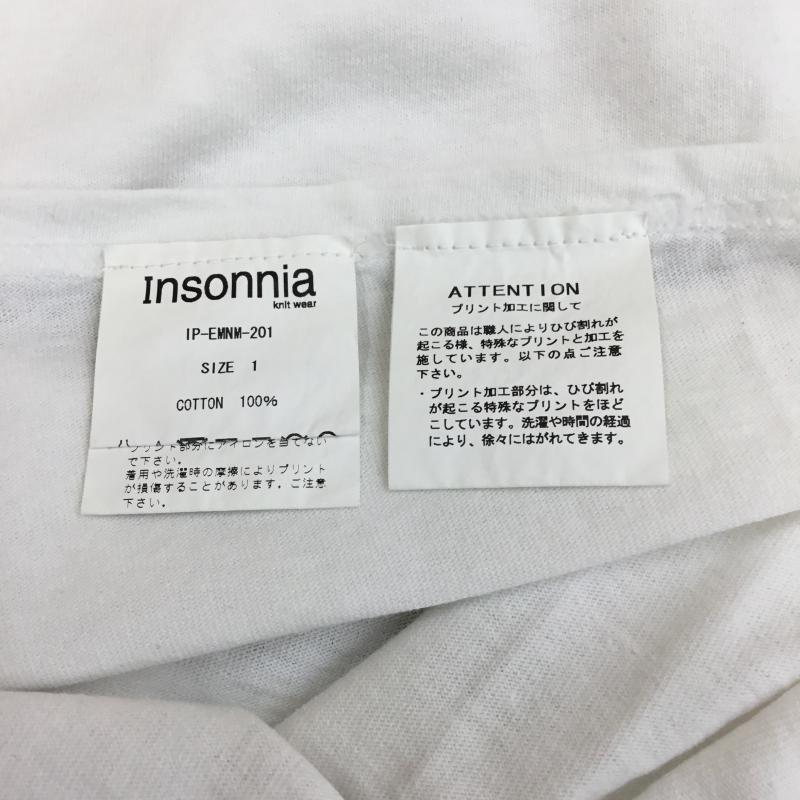 Insonnia
knit wear
IP-EMNM-201
SIZE 1
COTTON 100%
プリント部分にアイロンを当てない
で下さい。
着用や洗濯時の摩擦によりプリント
が損傷することがあります。ご注意
下さい。
ATTENTION
プリント加工に関して
この商品は職人によりひび割れが
起こる様、特殊なプリントと加工を
施しています。以下の点ご注意
下さい。
・プリント加工部分は、ひび割れ
が起こる特殊なプリントをほど
こしています。洗濯や時間の経過
により、徐々にはがれてきます。